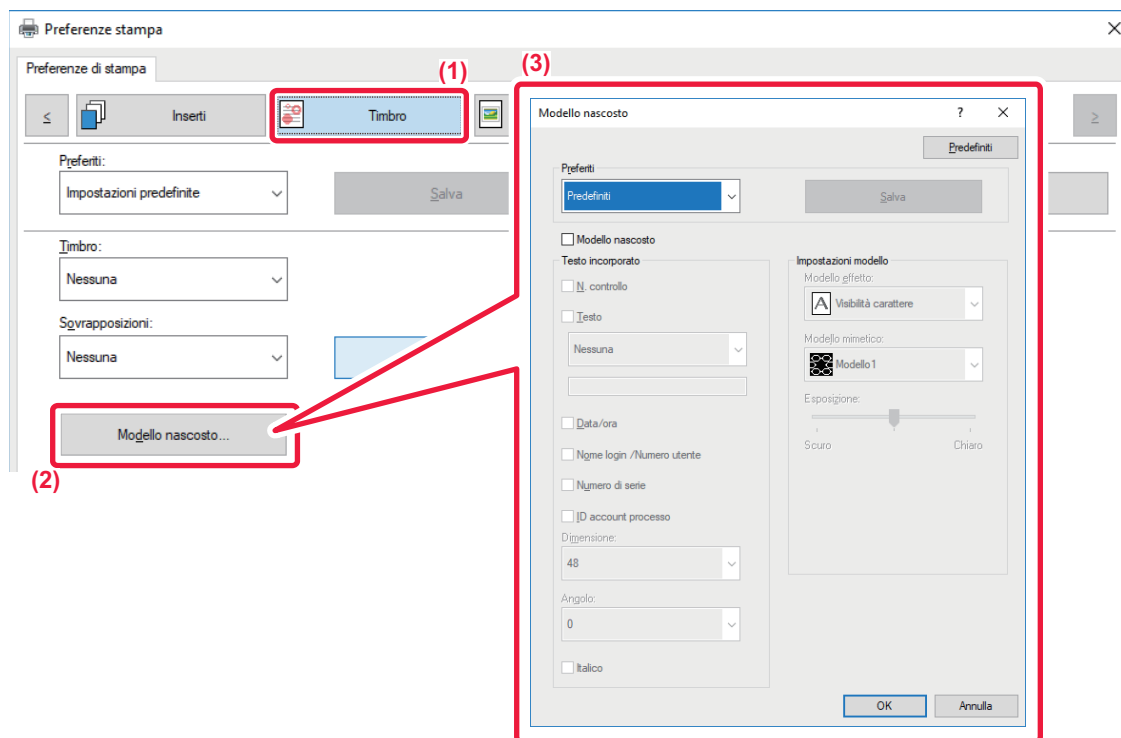 Preferenze stampa
Preferenze di stampa
(1)
(3)
<
Inserti
Timbro
>
Preferiti:
Impostazioni predefinite
Salva
Timbro:
Nessuna
Sovrapposizioni:
Nessuna
Modello nascosto...
(2)
Modello nascosto
?
Predefiniti
Preferiti
Predefiniti
Salva
Modello nascosto
Testo incorporato
N. controllo
Testo
Nessuna
Data/ora
Nome login /Numero utente
Numero di serie
ID account processo
Dimensione:
48
Angolo:
0
Italico
Impostazioni modello
Modello effetto:
A Visibilità carattere
Modello mimetico:
Modello1
Esposizione:
Scuro Chiaro
OK Annulla